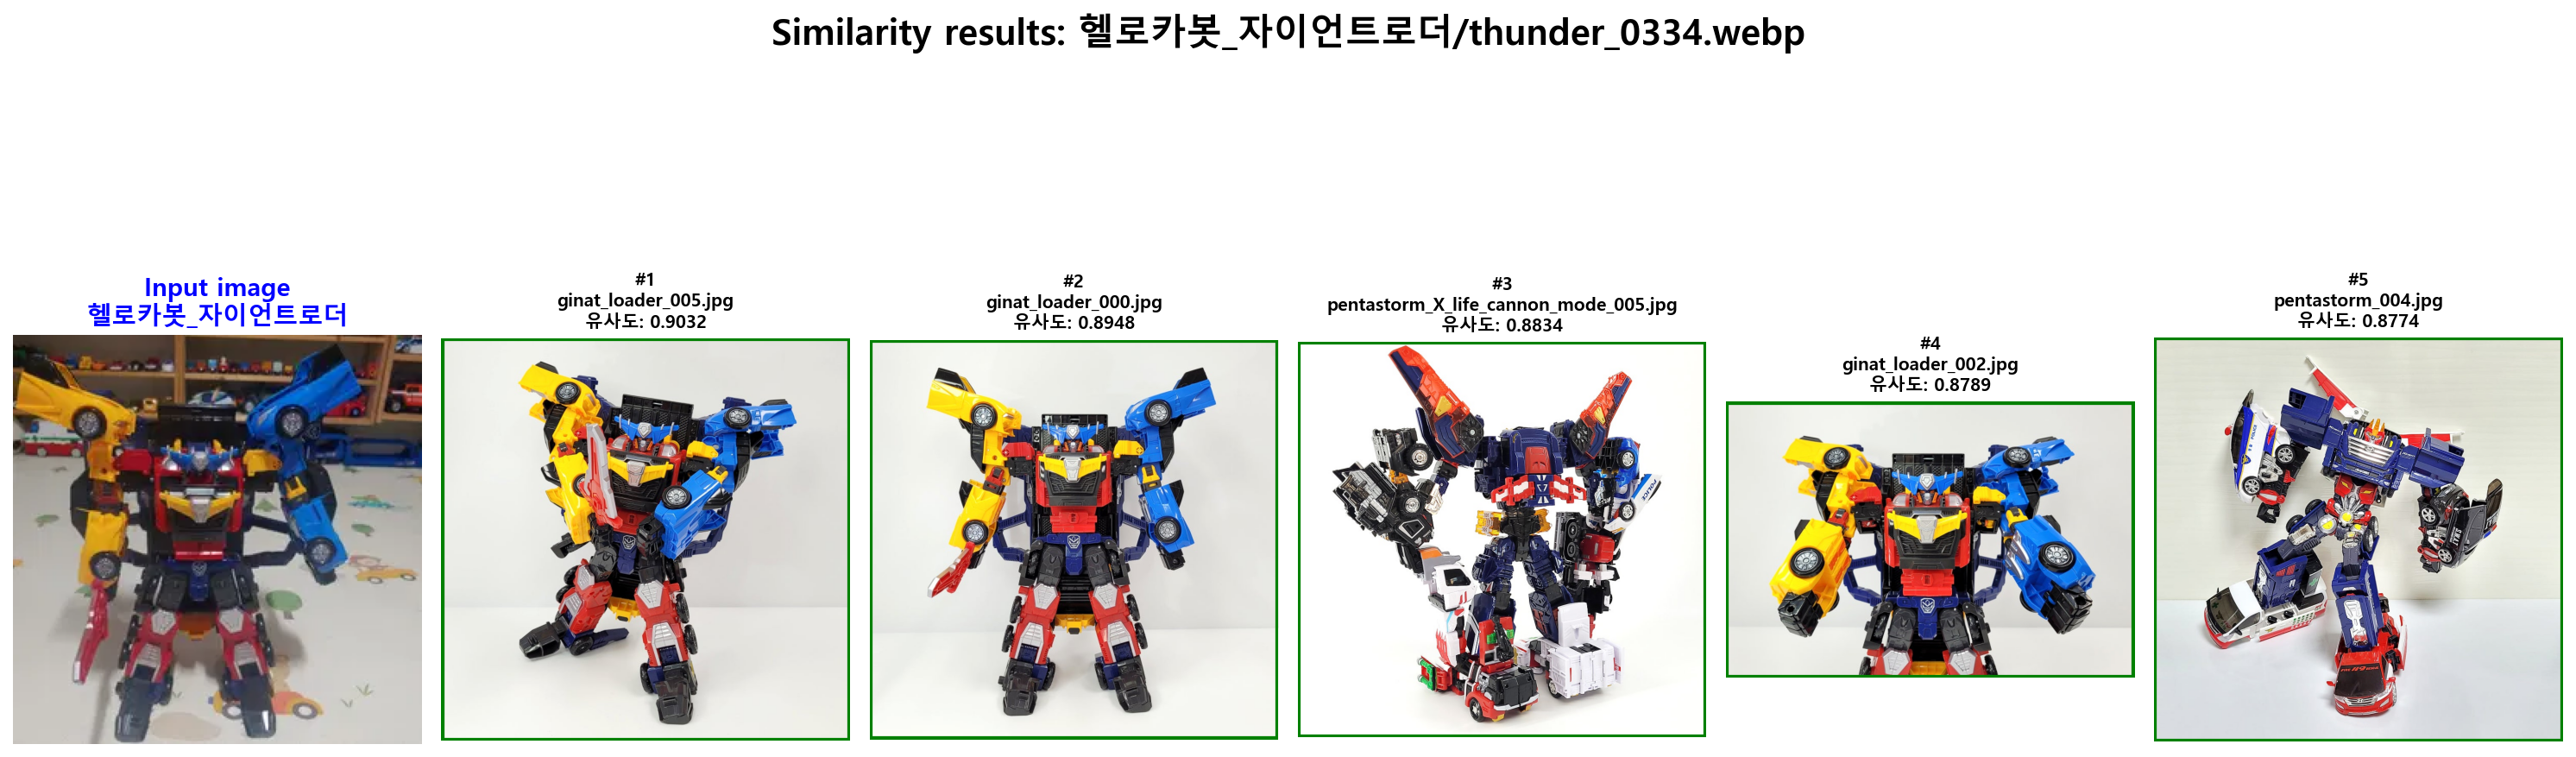 Similarity results: 헬로카봇_자이언트로더/thunder_0334.webp
Input image
헬로카봇_자이언트로더
#1
ginat_loader_005.jpg
유사도: 0.9032
#2
ginat_loader_000.jpg
유사도: 0.8948
#3
pentastorm_X_life_cannon_mode_005.jpg
유사도: 0.8834
#4
ginat_loader_002.jpg
유사도: 0.8789
#5
pentastorm_004.jpg
유사도: 0.8774
POLICE